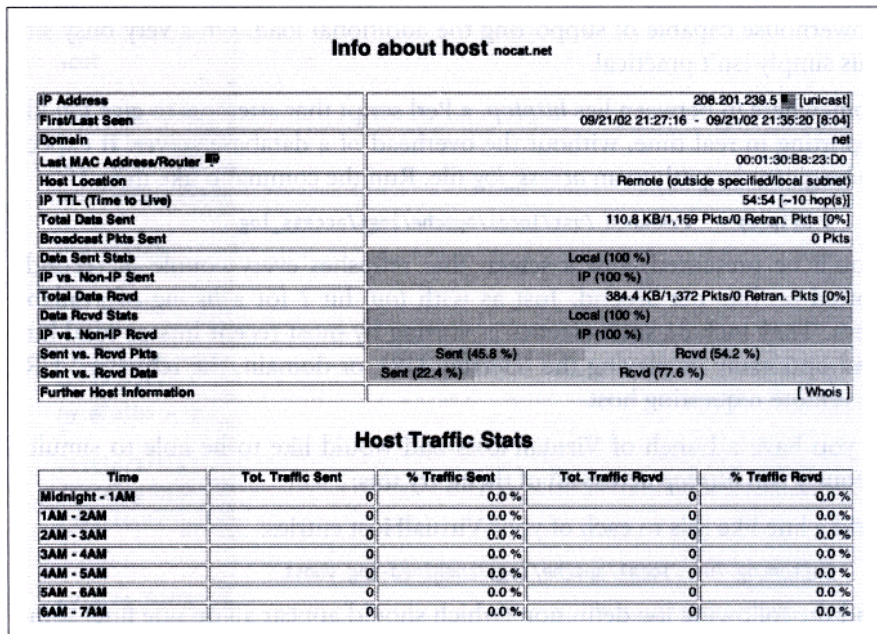 Info about host nocat.net
IP Address 208.201.239.5 [unicast]
First/Last Seen 09/21/02 21:27:16 - 09/21/02 21:35:20 [8:04]
Domain net
Last MAC Address/Router 00:01:30:B8:23:D0
Host Location Remote (outside specified/local subnet)
IP TTL (Time to Live) 54:54 [~10 hop(s)]
Total Data Sent 110.8 KB/1,159 Pkts/0 Retran. Pkts [0%]
Broadcast Pkts Sent 0 Pkts
Data Sent Stats Local (100 %)
IP vs. Non-IP Sent IP (100 %)
Total Data Rcvd 384.4 KB/1,372 Pkts/0 Retran. Pkts [0%]
Data Rcvd Stats Local (100 %)
IP vs. Non-IP Rcvd IP (100 %)
Sent vs. Rcvd Pkts Sent (45.8 %) Rcvd (54.2 %)
Sent vs. Rcvd Data Sent (22.4 %) Rcvd (77.6 %)
Further Host Information [ Whois ]
Host Traffic Stats
Time Tot. Traffic Sent % Traffic Sent Tot. Traffic Rcvd % Traffic Rcvd
Midnight - 1AM 0 0.0 % 0 0.0 %
1AM - 2AM 0 0.0 % 0 0.0 %
2AM - 3AM 0 0.0 % 0 0.0 %
3AM - 4AM 0 0.0 % 0 0.0 %
4AM - 5AM 0 0.0 % 0 0.0 %
5AM - 6AM 0 0.0 % 0 0.0 %
6AM - 7AM 0 0.0 % 0 0.0 %